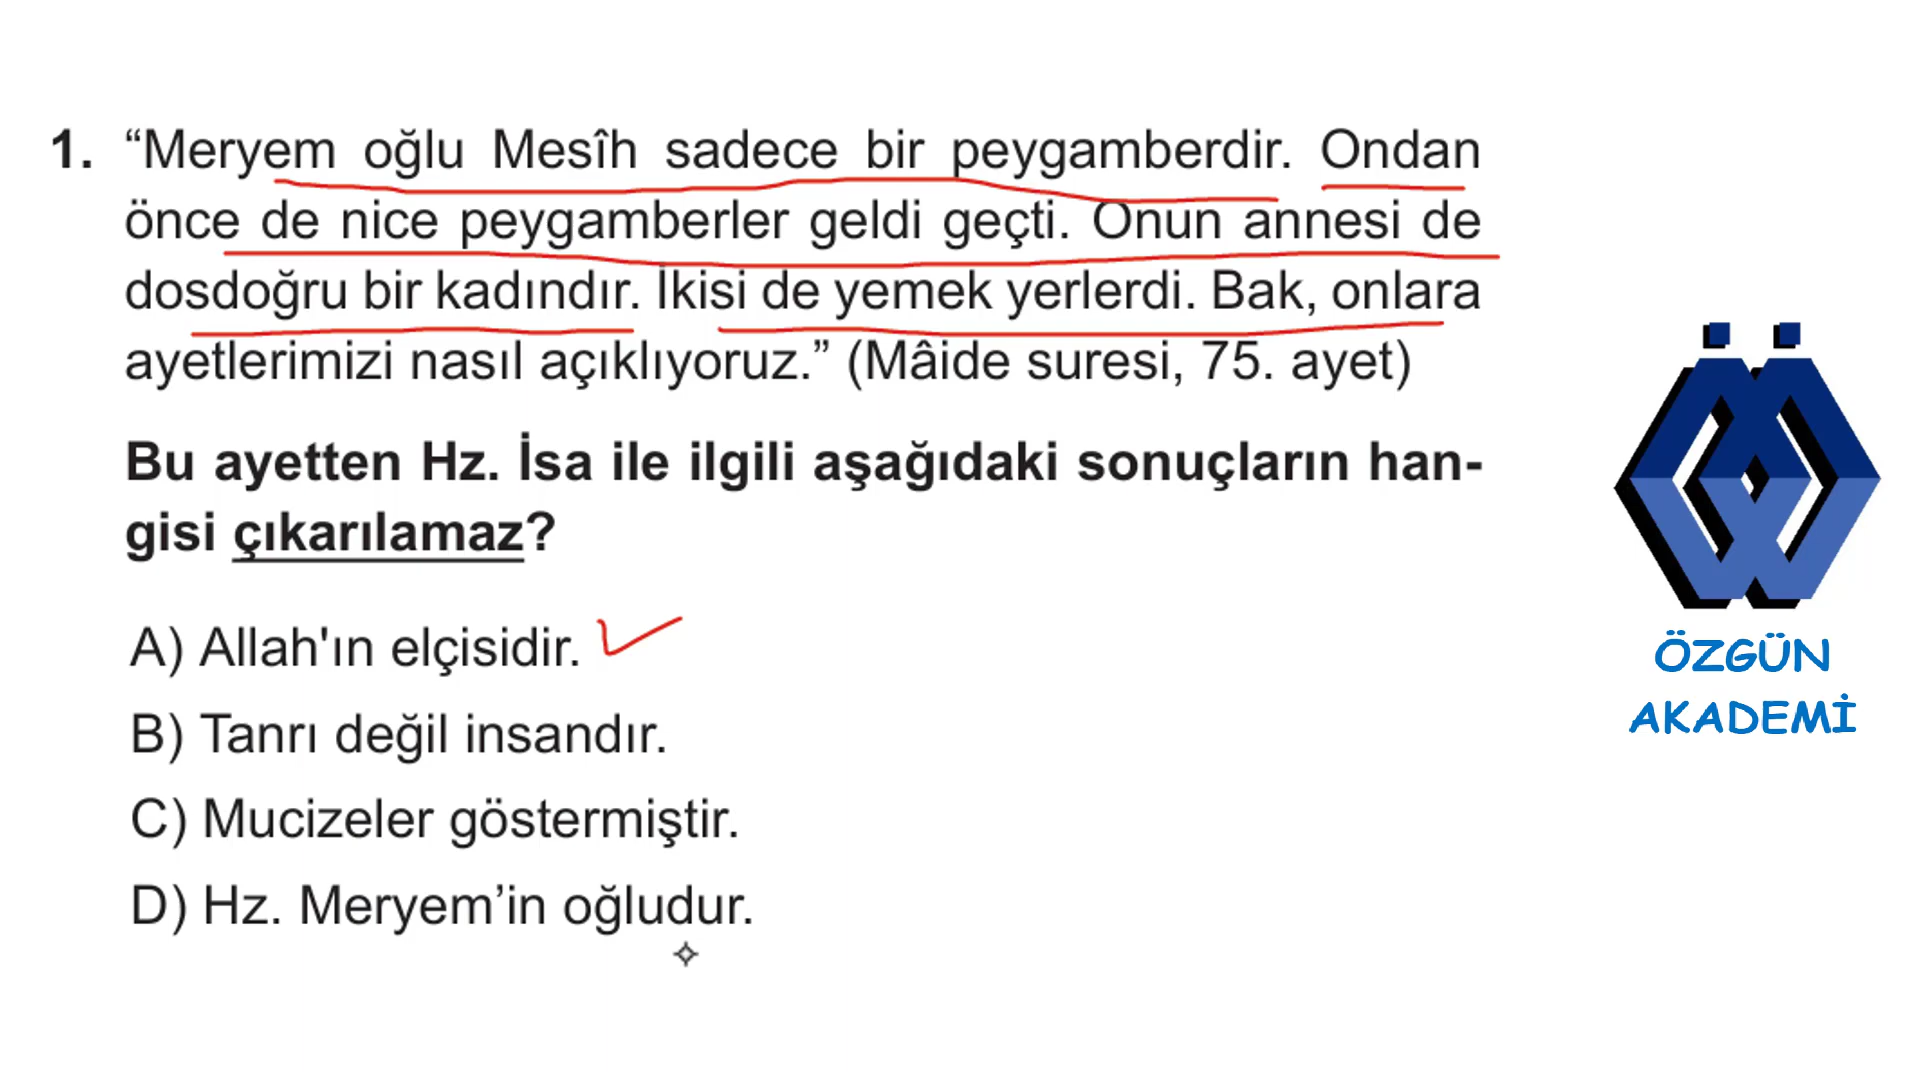 1. “Meryem oğlu Mesîh sadece bir peygamberdir. Ondan
önce de nice peygamberler geldi geçti. Onun annesi de
dosdoğru bir kadındır. İkisi de yemek yerlerdi. Bak, onlara
ayetlerimizi nasıl açıklıyoruz.” (Mâide suresi, 75. ayet)
Bu ayetten Hz. İsa ile ilgili aşağıdaki sonuçların han-
gisi çıkarılamaz?
A) Allah'ın elçisidir.
B) Tanrı değil insandır.
C) Mucizeler göstermiştir.
D) Hz. Meryem’in oğludur.
ÖZGÜN
AKADEMİ